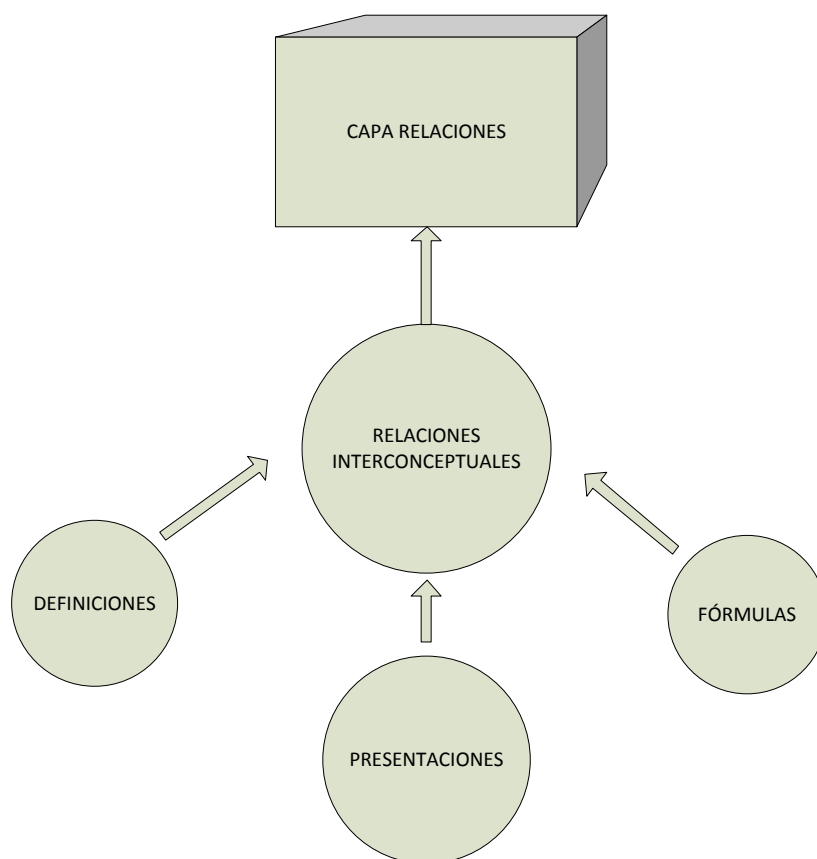 CAPA RELACIONES
RELACIONES
INTERCONCEPTUALES
DEFINICIONES
FÓRMULAS
PRESENTACIONES